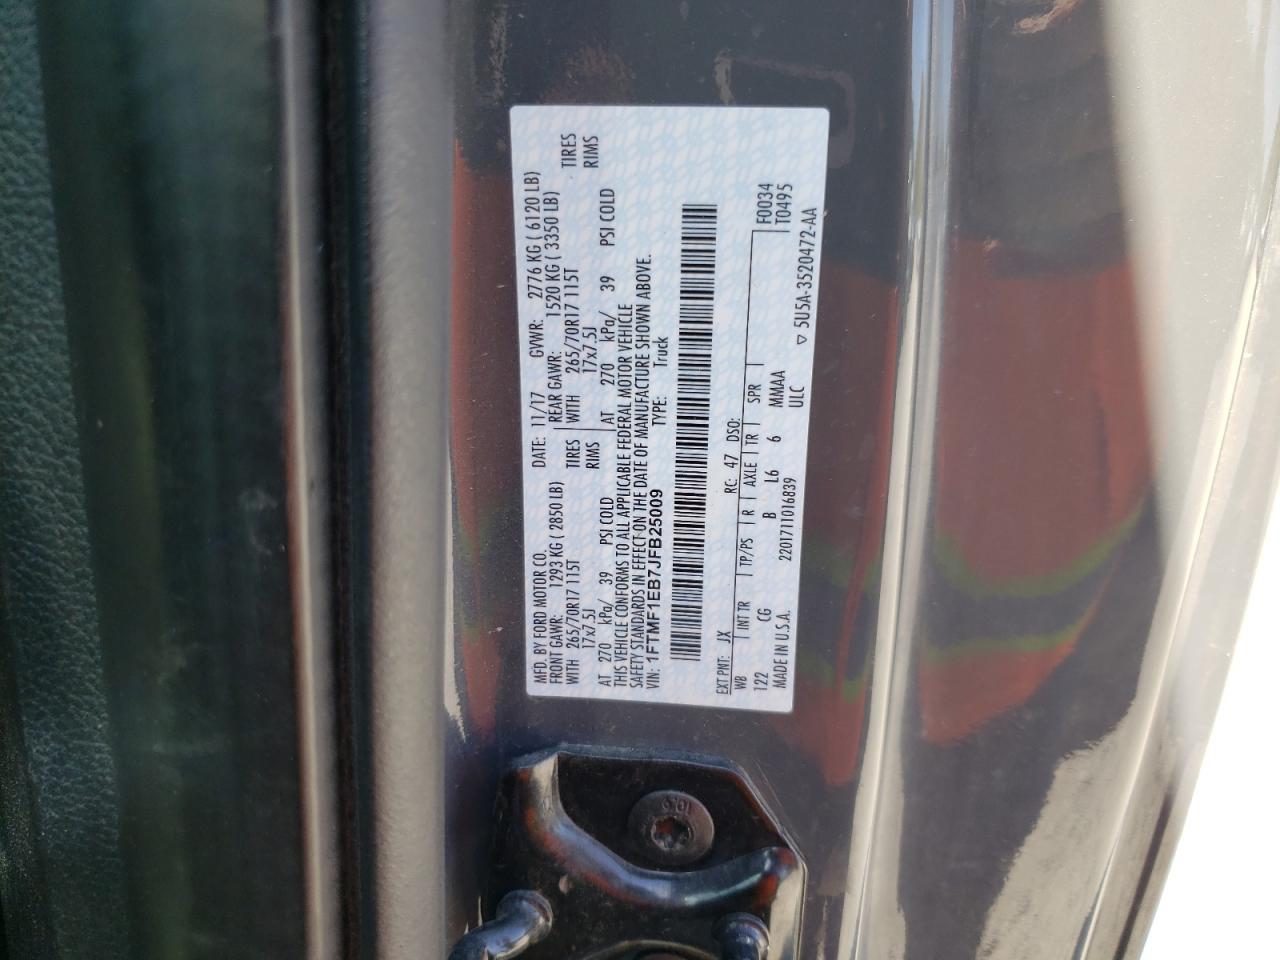 MFD. BY FORD MOTOR CO.
DATE: 11/17 GVWR: 2776 KG ( 6120 LB)
FRONT GAWR: 1293 KG ( 2850 LB) REAR GAWR: 1520 KG ( 3350 LB)
WITH 265/70R17 115T TIRES WITH 265/70R17 115T TIRES
17x7.5J RIMS 17x7.5J RIMS
AT 270 kPa/ 39 PSI COLD AT 270 kPa/ 39 PSI COLD
THIS VEHICLE CONFORMS TO ALL APPLICABLE FEDERAL MOTOR VEHICLE
SAFETY STANDARDS IN EFFECT ON THE DATE OF MANUFACTURE SHOWN ABOVE.
VIN: 1FTMF1EB7JFB25009 TYPE: Truck
EXT PNT: JX RC: 47 DSO: F0034
WB INT TR TP/PS R AXLE TR SPR T0495
122 CG B L6 6 MMAA
MADE IN U.S.A. 2201711016839 ULC ▽ 5U5A-3520472-AA
10.9